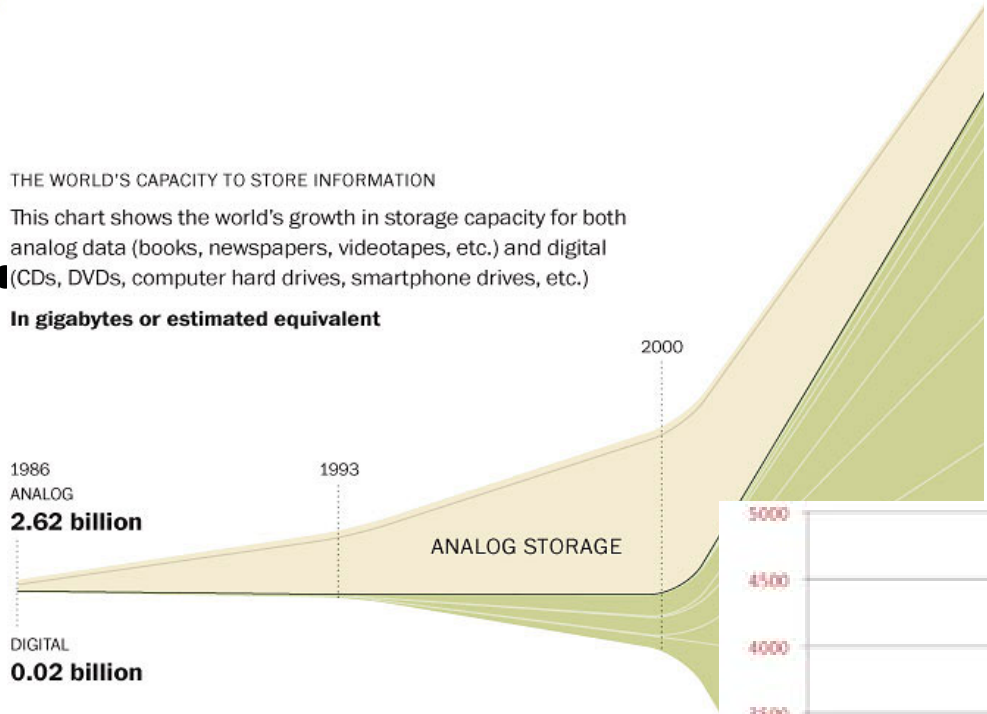 THE WORLD'S CAPACITY TO STORE INFORMATION
This chart shows the world's growth in storage capacity for both
analog data (books, newspapers, videotapes, etc.) and digital
(CDs, DVDs, computer hard drives, smartphone drives, etc.)
In gigabytes or estimated equivalent
2000
1986
1993
ANALOG
2.62 billion
ANALOG STORAGE
DIGITAL
0.02 billion
5000
4500
4000